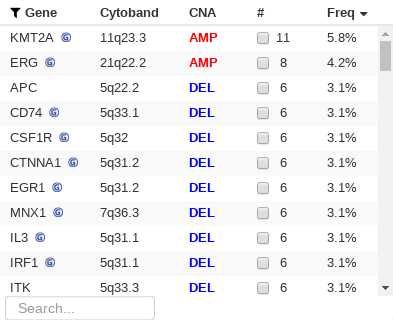 Gene Cytoband CNA # Freq
KMT2A G 11q23.3 AMP 11 5.8%
ERG G 21q22.2 AMP 8 4.2%
APC 5q22.2 DEL 6 3.1%
CD74 G 5q33.1 DEL 6 3.1%
CSF1R G 5q32 DEL 6 3.1%
CTNNA1 G 5q31.2 DEL 6 3.1%
EGR1 G 5q31.2 DEL 6 3.1%
MNX1 G 7q36.3 DEL 6 3.1%
IL3 G 5q31.1 DEL 6 3.1%
IRF1 G 5q31.1 DEL 6 3.1%
ITK 5q33.3 DEL 6 3.1%
Search...